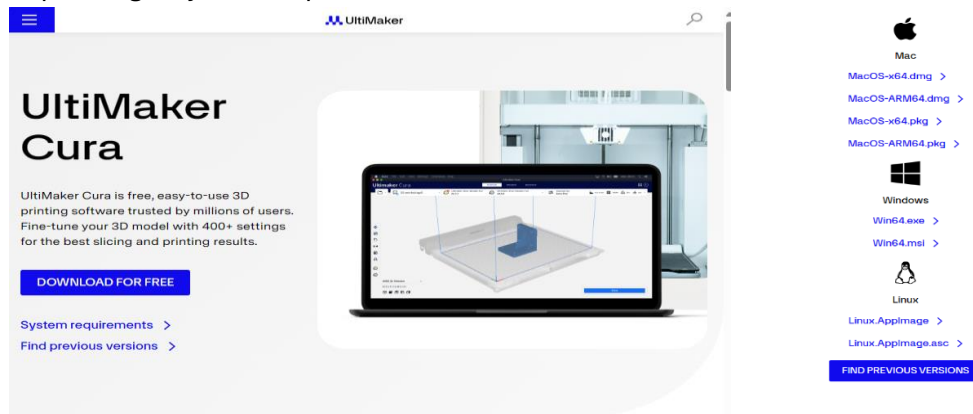 UltiMaker
UltiMaker
Cura
UltiMaker Cura is free, easy-to-use 3D
printing software trusted by millions of users.
Fine-tune your 3D model with 400+ settings
for the best slicing and printing results.
DOWNLOAD FOR FREE
System requirements >
Find previous versions >
Ultimaker Cura
Mac
MacOS-x64.dmg >
MacOS-ARM64.dmg >
MacOS-x64.pkg >
MacOS-ARM64.pkg >
Windows
Win64.exe >
Win64.msi >
Linux
Linux.AppImage >
Linux.AppImage.asc >
FIND PREVIOUS VERSIONS